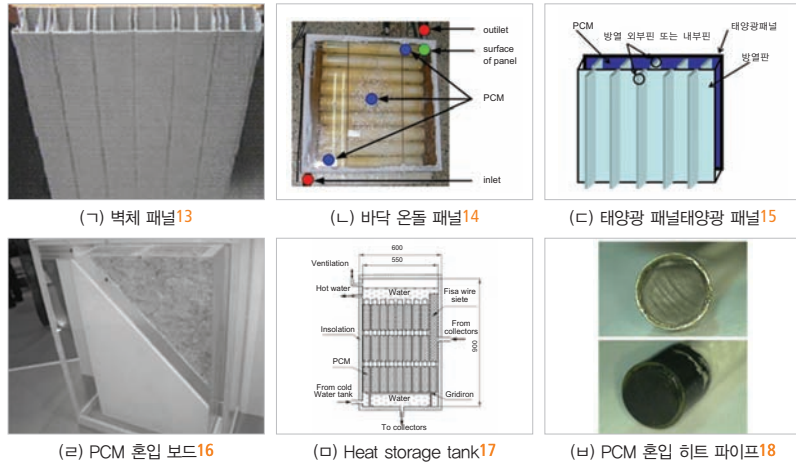 outilet
surface
of panel
PCM
inlet
PCM
방열 외부핀 또는 내부핀
태양광패널
방열판
(ㄱ) 벽체 패널13
(ㄴ) 바닥 온돌 패널14
(ㄷ) 태양광 패널태양광 패널15
600
550
Ventilation
Hot water
Water
Fisa wire
siete
Insolation
From
collectors
900
PCM
From cold
Water tank
Water
Gridiron
To collectors
(ㄹ) PCM 혼입 보드16
(ㅁ) Heat storage tank17
(ㅂ) PCM 혼입 히트 파이프18